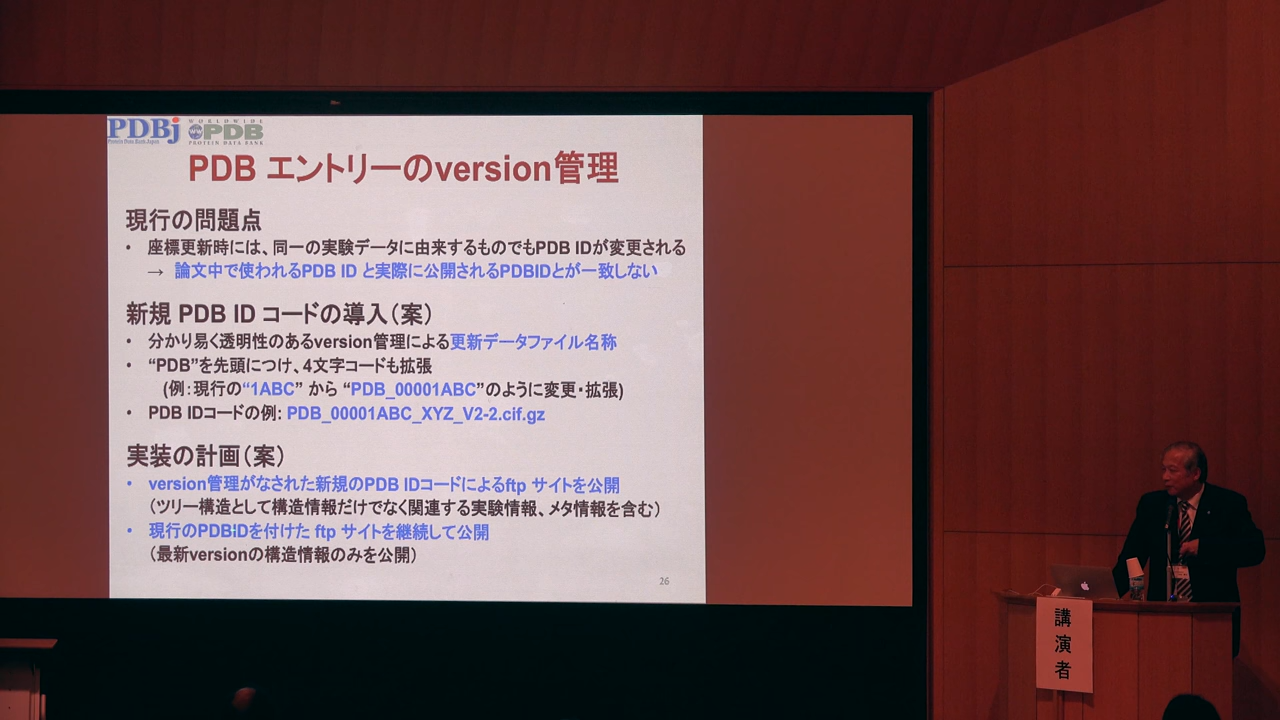 PDBj
Protein Data Bank Japan
WORLDWIDE
PDB
PROTEIN DATA BANK
PDB エントリーのversion管理
現行の問題点
• 座標更新時には、同一の実験データに由来するものでもPDB IDが変更される
→ 論文中で使われるPDB ID と実際に公開されるPDBIDとが一致しない
新規 PDB ID コードの導入（案）
• 分かり易く透明性のあるversion管理による更新データファイル名称
• “PDB”を先頭につけ、4文字コードも拡張
(例：現行の“1ABC” から “PDB_00001ABC”のように変更・拡張)
• PDB IDコードの例: PDB_00001ABC_XYZ_V2-2.cif.gz
実装の計画（案）
• version管理がなされた新規のPDB IDコードによるftp サイトを公開
（ツリー構造として構造情報だけでなく関連する実験情報、メタ情報を含む）
• 現行のPDBiDを付けた ftp サイトを継続して公開
（最新versionの構造情報のみを公開）
26
講演者